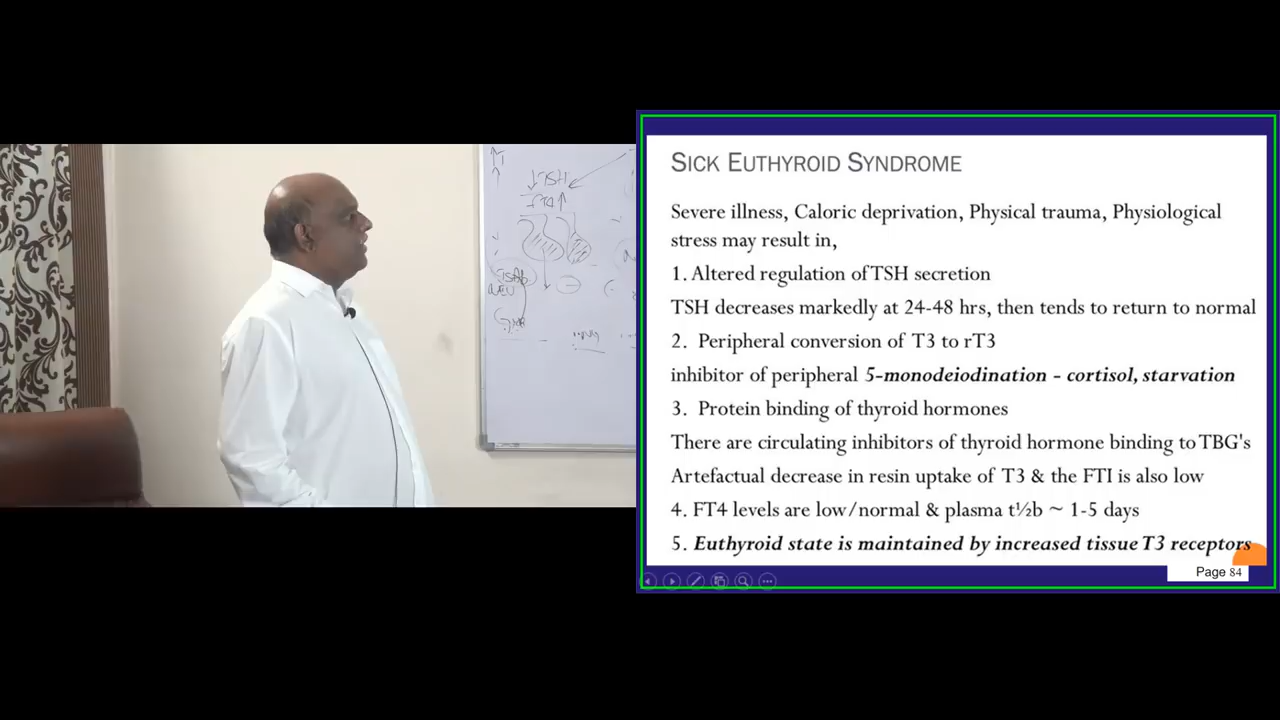 TSH
FT4↑
TSAb
SICK EUTHYROID SYNDROME
Severe illness, Caloric deprivation, Physical trauma, Physiological
stress may result in,
1. Altered regulation of TSH secretion
TSH decreases markedly at 24-48 hrs, then tends to return to normal
2. Peripheral conversion of T3 to rT3
inhibitor of peripheral 5-monodeiodination - cortisol, starvation
3. Protein binding of thyroid hormones
There are circulating inhibitors of thyroid hormone binding to TBG's
Artefactual decrease in resin uptake of T3 & the FTI is also low
4. FT4 levels are low/normal & plasma t½b ~ 1-5 days
5. Euthyroid state is maintained by increased tissue T3 receptors
Page 84